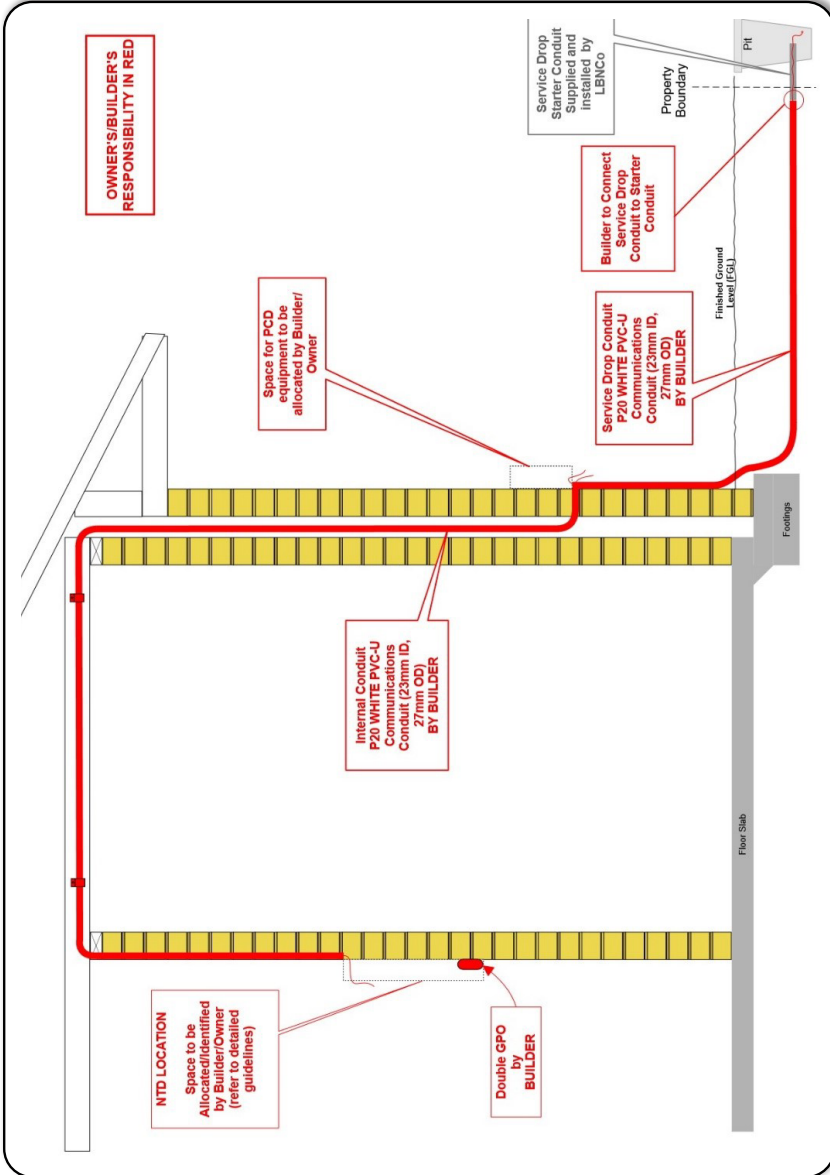 OWNER'S/BUILDER'S
RESPONSIBILITY IN RED
Service Drop
Starter Conduit
Supplied and
installed by
LBNCo
Pit
Property
Boundary
Builder to Connect
Service Drop
Conduit to Starter
Conduit
Space for PCD
equipment to be
allocated by Builder/
Owner
Finished Ground
Level (FGL)
Service Drop Conduit
P20 WHITE PVC-U
Communications
Conduit (23mm ID,
27mm OD)
BY BUILDER
Footings
Internal Conduit
P20 WHITE PVC-U
Communications
Conduit (23mm ID,
27mm OD)
BY BUILDER
Floor Slab
NTD LOCATION
Space to be
Allocated/Identified
by Builder/Owner
(refer to detailed
guidelines)
Double GPO
by
BUILDER